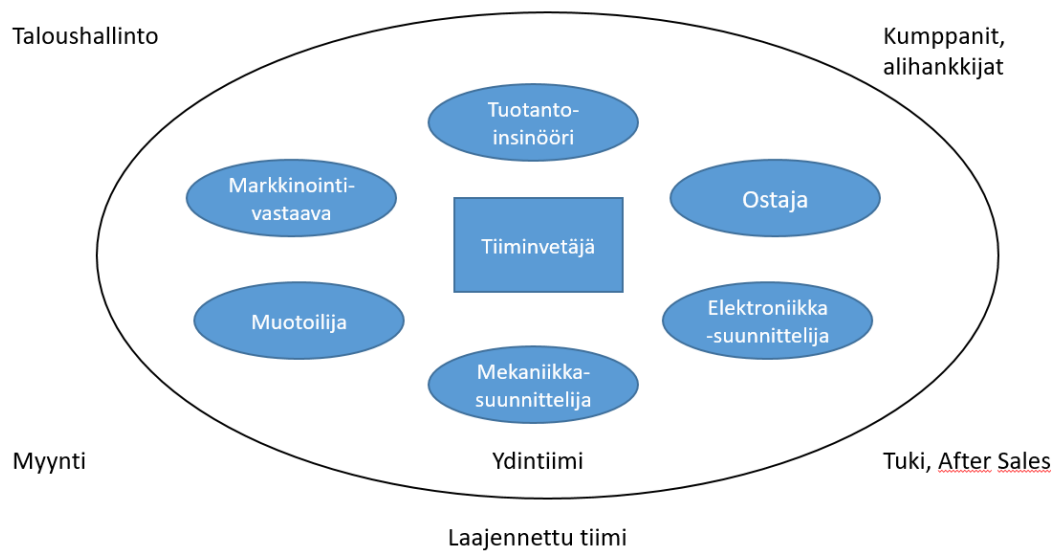 Taloushallinto
Kumppanit,
alihankkijat
Tuotanto-
insinööri
Markkinointi-
vastaava
Ostaja
Tiiminvetäjä
Muotoilija
Elektroniikka
-suunnittelija
Mekaniikka-
suunnittelija
Myynti
Ydintiimi
Tuki, After Sales
Laajennettu tiimi